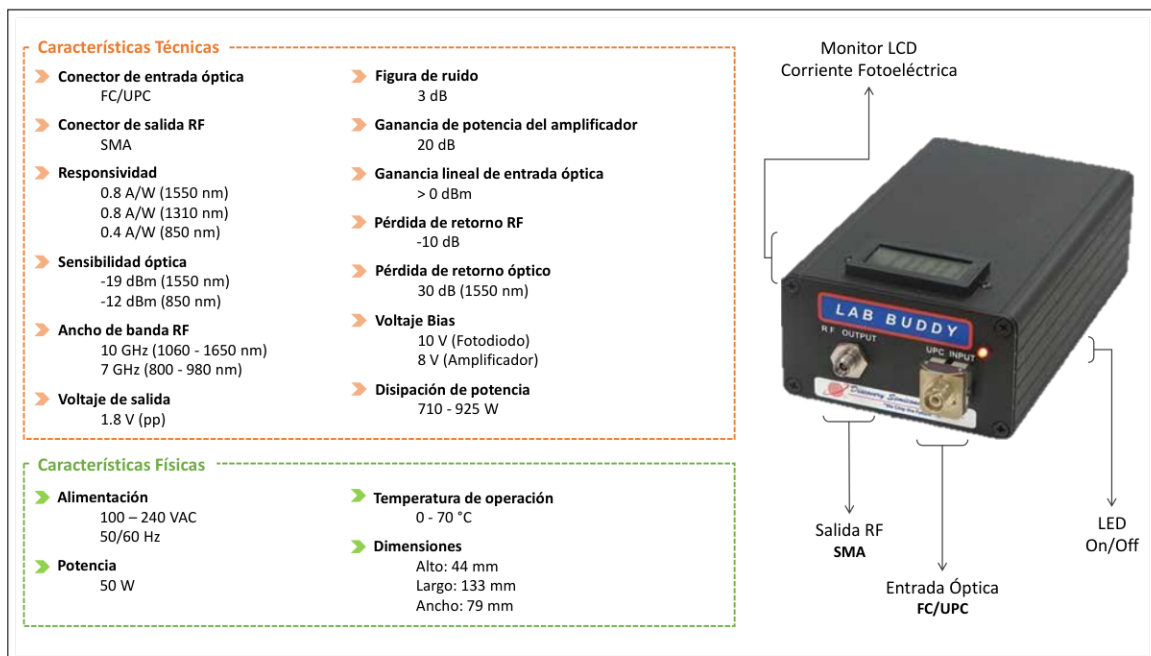 Características Técnicas
Conector de entrada óptica
FC/UPC
Conector de salida RF
SMA
Responsividad
0.8 A/W (1550 nm)
0.8 A/W (1310 nm)
0.4 A/W (850 nm)
Sensibilidad óptica
-19 dBm (1550 nm)
-12 dBm (850 nm)
Ancho de banda RF
10 GHz (1060 - 1650 nm)
7 GHz (800 - 980 nm)
Voltaje de salida
1.8 V (pp)
Figura de ruido
3 dB
Ganancia de potencia del amplificador
20 dB
Ganancia lineal de entrada óptica
> 0 dBm
Pérdida de retorno RF
-10 dB
Pérdida de retorno óptico
30 dB (1550 nm)
Voltaje Bias
10 V (Fotodiodo)
8 V (Amplificador)
Disipación de potencia
710 - 925 W
Características Físicas
Alimentación
100 – 240 VAC
50/60 Hz
Potencia
50 W
Temperatura de operación
0 - 70 °C
Dimensiones
Alto: 44 mm
Largo: 133 mm
Ancho: 79 mm
Monitor LCD
Corriente Fotoeléctrica
LAB BUDDY
RF OUTPUT
UPC INPUT
Discovery
Salida RF
SMA
Entrada Óptica
FC/UPC
LED
On/Off